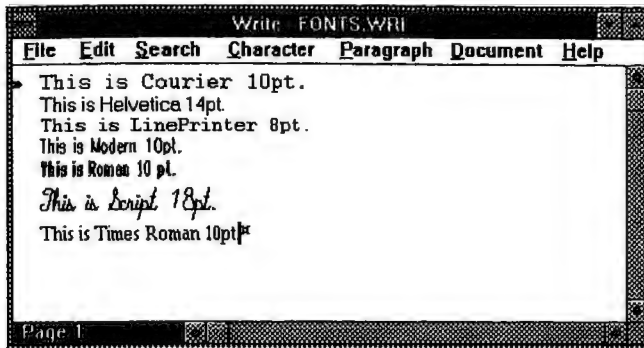 Write - FONTS.WRI
File Edit Search Character Paragraph Document Help
This is Courier 10pt.
This is Helvetica 14pt.
This is LinePrinter 8pt.
This is Modern 10pt.
This is Roman 10 pt.
This is Script 18pt.
This is Times Roman 10pt
Page 1